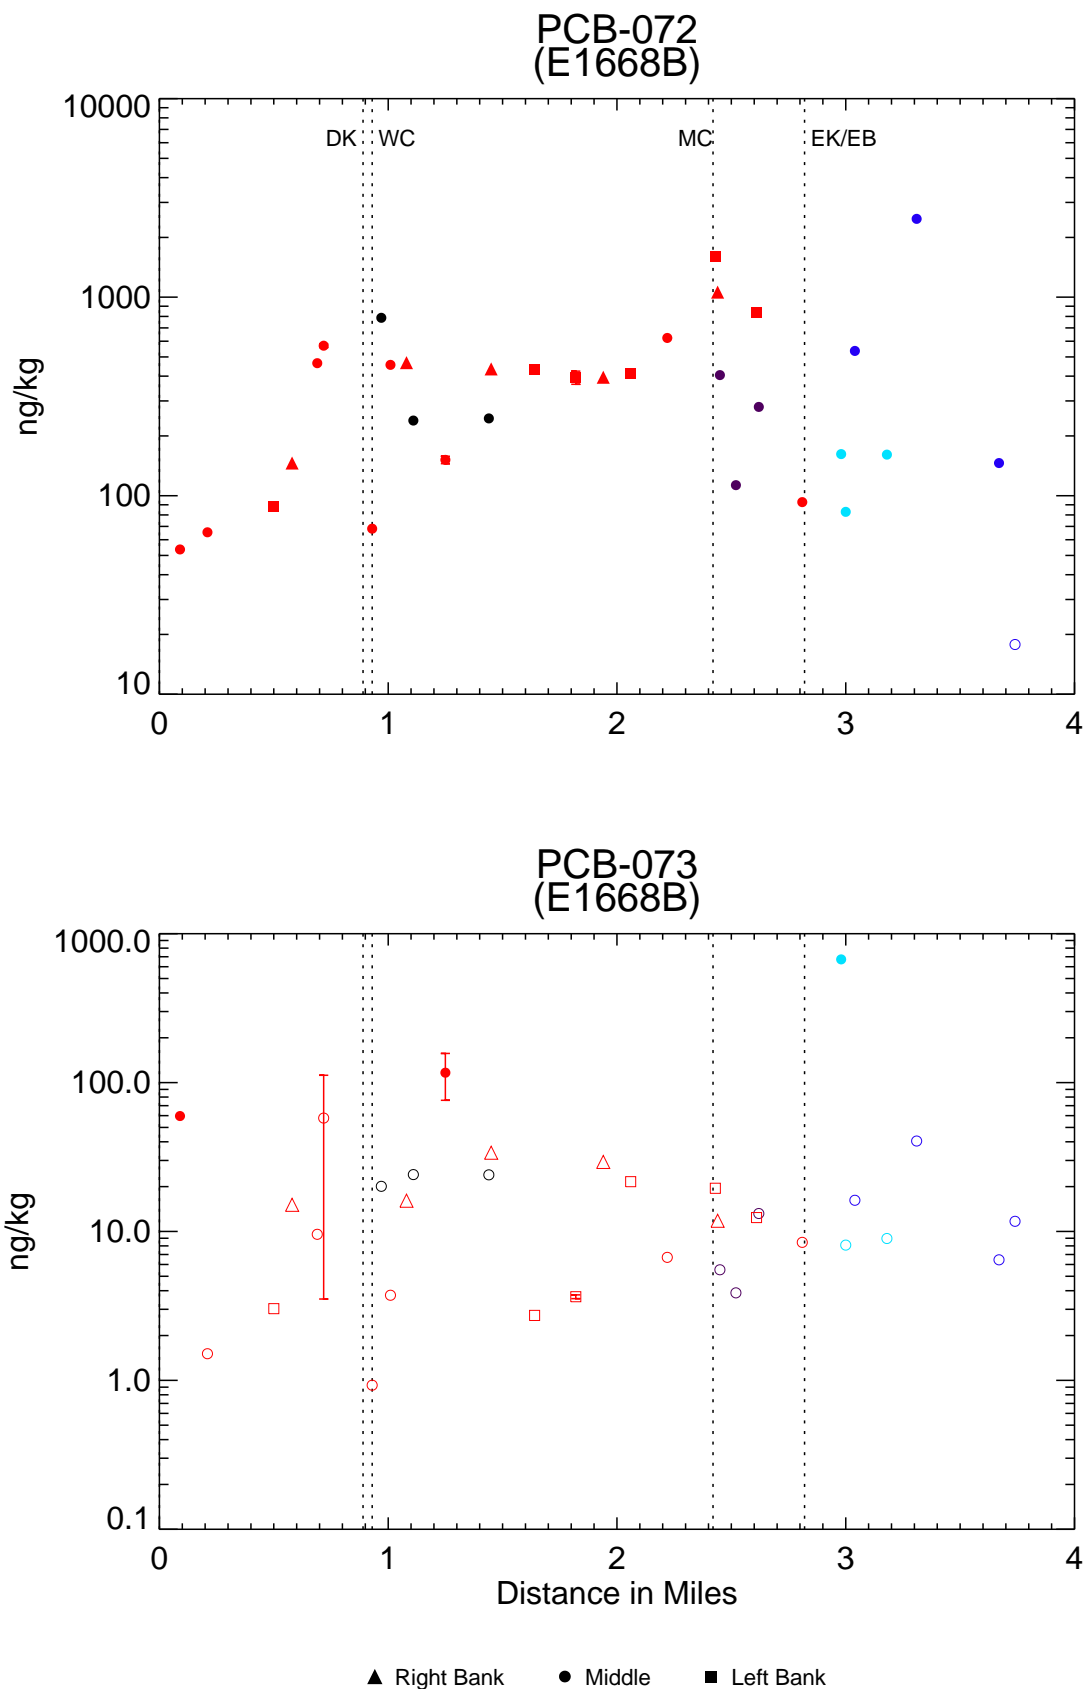 PCB-072
(E1668B)
10000
1000
100
10
ng/kg
DK WC MC EK/EB
0 1 2 3 4
PCB-073
(E1668B)
1000.0
100.0
10.0
1.0
0.1
ng/kg
0 1 2 3 4
Distance in Miles
Right Bank Middle Left Bank